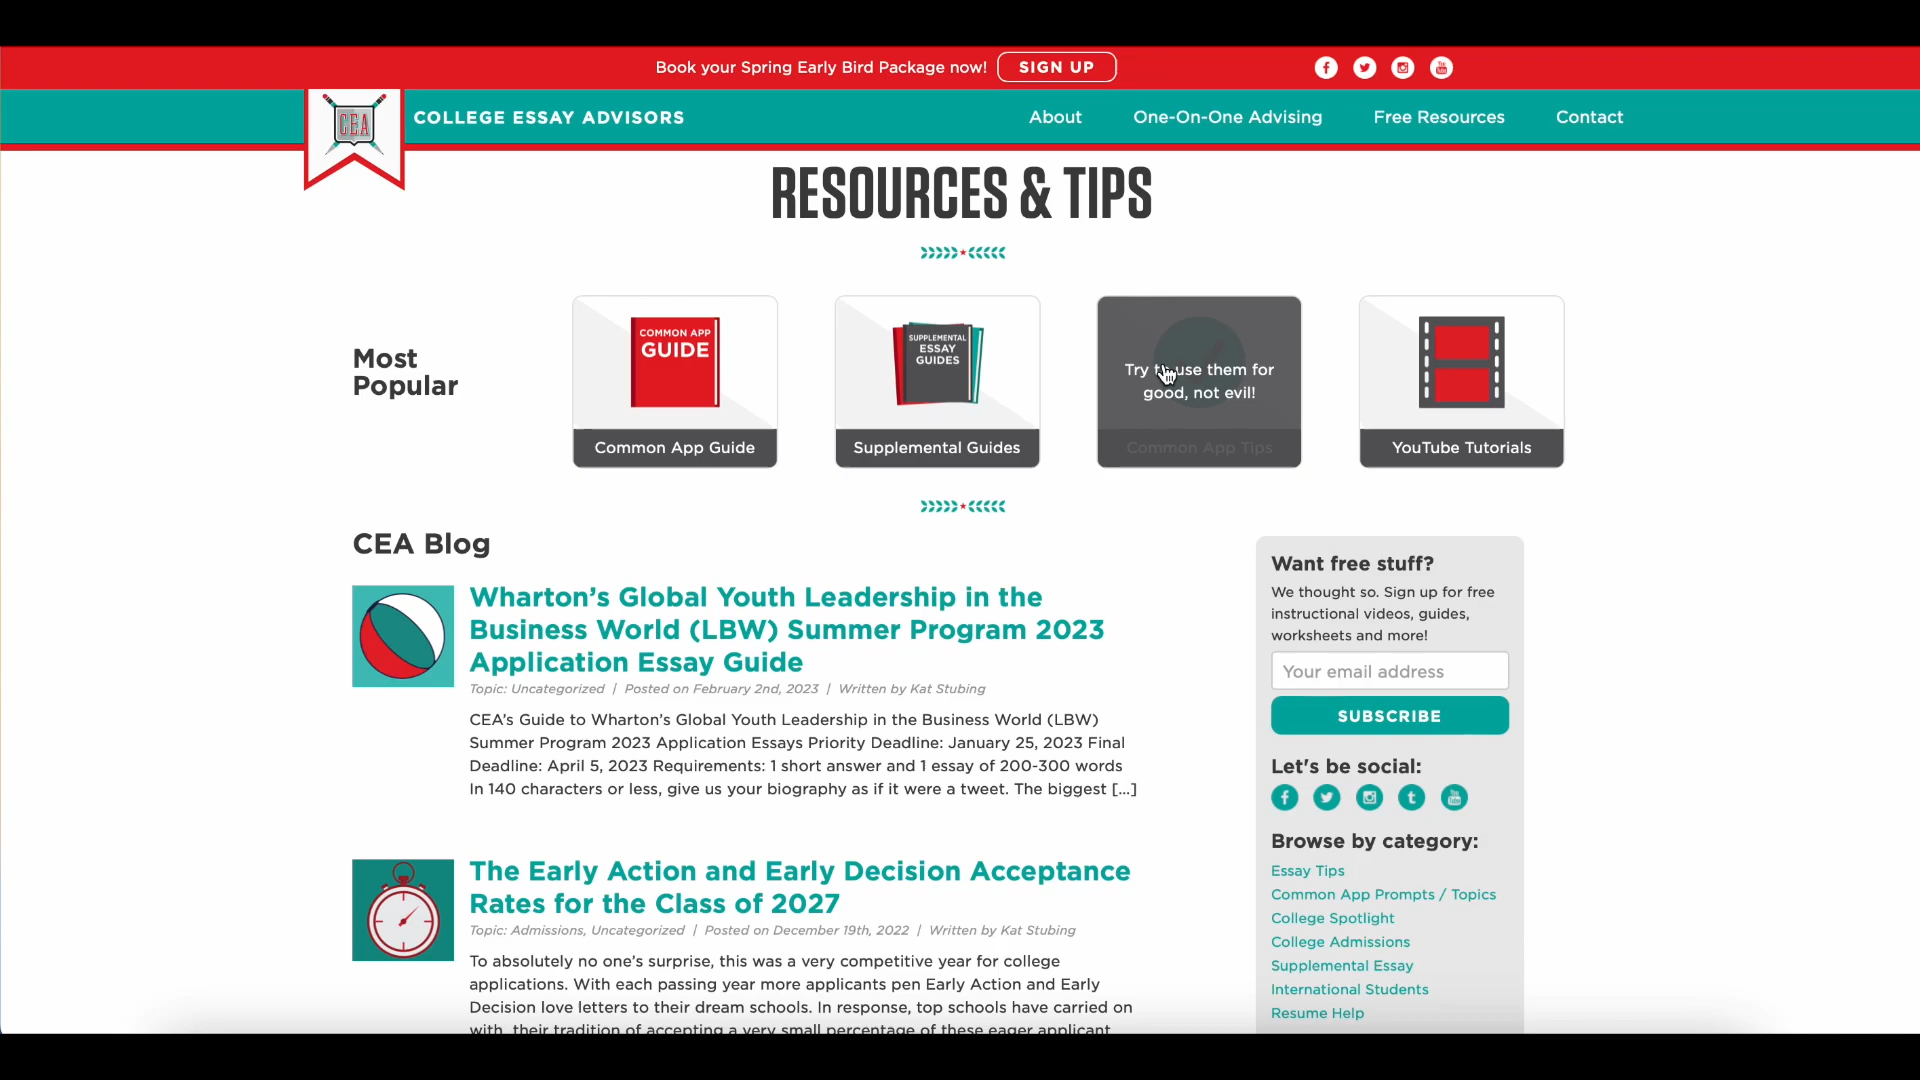 Book your Spring Early Bird Package now!
SIGN UP
CEA
COLLEGE ESSAY ADVISORS
About
One-On-One Advising
Free Resources
Contact
RESOURCES & TIPS
Most
Popular
COMMON APP
GUIDE
Common App Guide
SUPPLEMENTAL
ESSAY
GUIDES
Supplemental Guides
Try to use them for
good, not evil!
Common App Tips
YouTube Tutorials
CEA Blog
Wharton’s Global Youth Leadership in the
Business World (LBW) Summer Program 2023
Application Essay Guide
Topic: Uncategorized | Posted on February 2nd, 2023 | Written by Kat Stubing
CEA’s Guide to Wharton’s Global Youth Leadership in the Business World (LBW)
Summer Program 2023 Application Essays Priority Deadline: January 25, 2023 Final
Deadline: April 5, 2023 Requirements: 1 short answer and 1 essay of 200-300 words
In 140 characters or less, give us your biography as if it were a tweet. The biggest [...]
The Early Action and Early Decision Acceptance
Rates for the Class of 2027
Topic: Admissions, Uncategorized | Posted on December 19th, 2022 | Written by Kat Stubing
To absolutely no one’s surprise, this was a very competitive year for college
applications. With each passing year more applicants pen Early Action and Early
Decision love letters to their dream schools. In response, top schools have carried on
with their tradition of accepting a very small percentage of these eager applicant
Want free stuff?
We thought so. Sign up for free
instructional videos, guides,
worksheets and more!
Your email address
SUBSCRIBE
Let's be social:
Browse by category:
Essay Tips
Common App Prompts / Topics
College Spotlight
College Admissions
Supplemental Essay
International Students
Resume Help